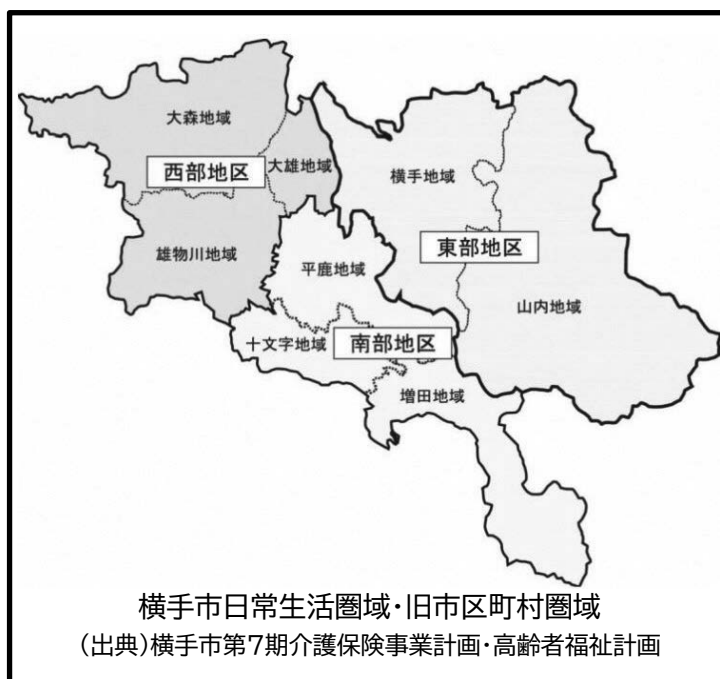 大森地域
西部地区
大雄地域
雄物川地域
横手地域
東部地区
山内地域
平鹿地域
十文字地域
南部地区
増田地域
横手市日常生活圏域・旧市区町村圏域
(出典)横手市第7期介護保険事業計画・高齢者福祉計画